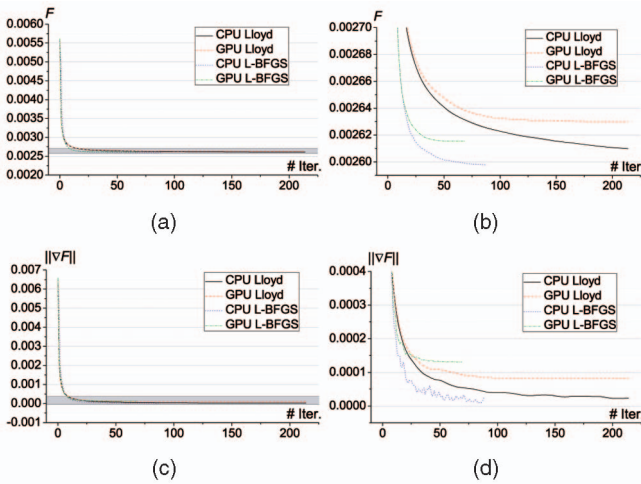 F
0.0060
0.0055
0.0050
0.0045
0.0040
0.0035
0.0030
0.0025
0.0020
0 50 100 150 200
# Iter.
CPU Lloyd
GPU Lloyd
CPU L-BFGS
GPU L-BFGS
(a)
F
0.00270
0.00268
0.00266
0.00264
0.00262
0.00260
0 50 100 150 200
# Iter.
CPU Lloyd
GPU Lloyd
CPU L-BFGS
GPU L-BFGS
(b)
||∇F||
0.007
0.006
0.005
0.004
0.003
0.002
0.001
0.000
-0.001
0 50 100 150 200
# Iter.
CPU Lloyd
GPU Lloyd
CPU L-BFGS
GPU L-BFGS
(c)
||∇F||
0.0004
0.0003
0.0002
0.0001
0.0000
0 50 100 150 200
# Iter.
CPU Lloyd
GPU Lloyd
CPU L-BFGS
GPU L-BFGS
(d)